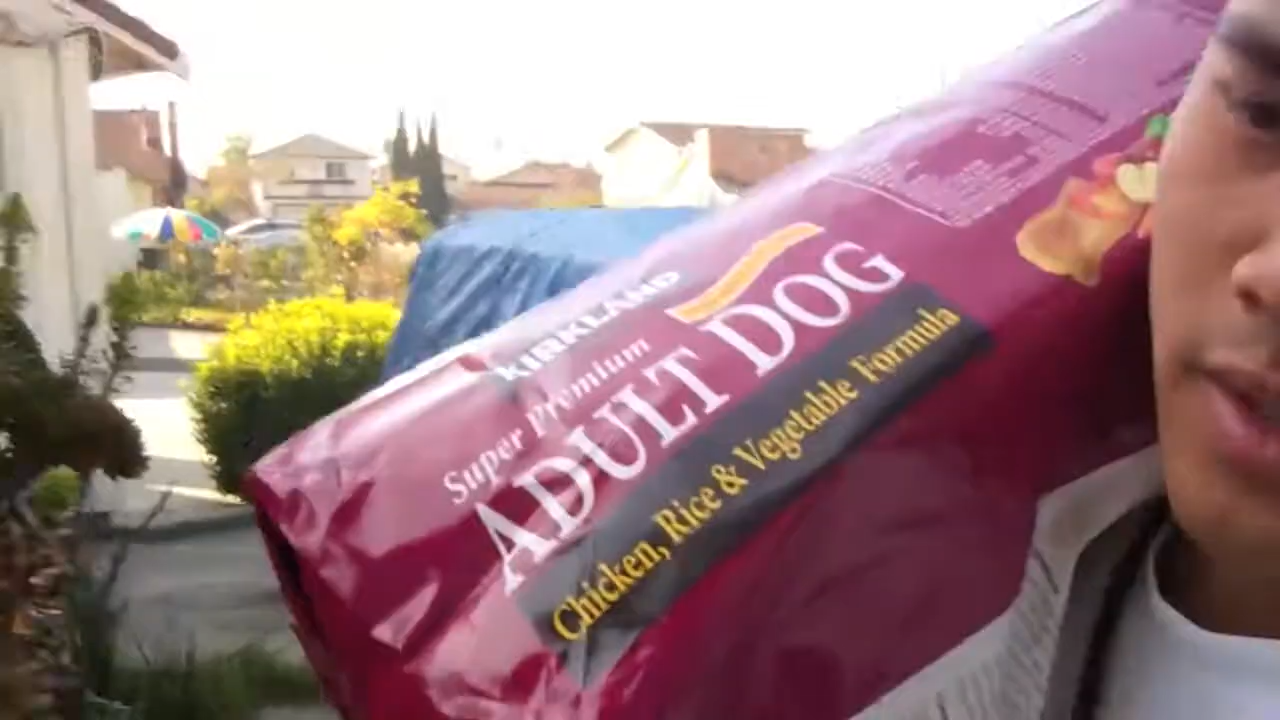 KIRKLAND
Super Premium
ADULT DOG
Chicken, Rice & Vegetable Formula